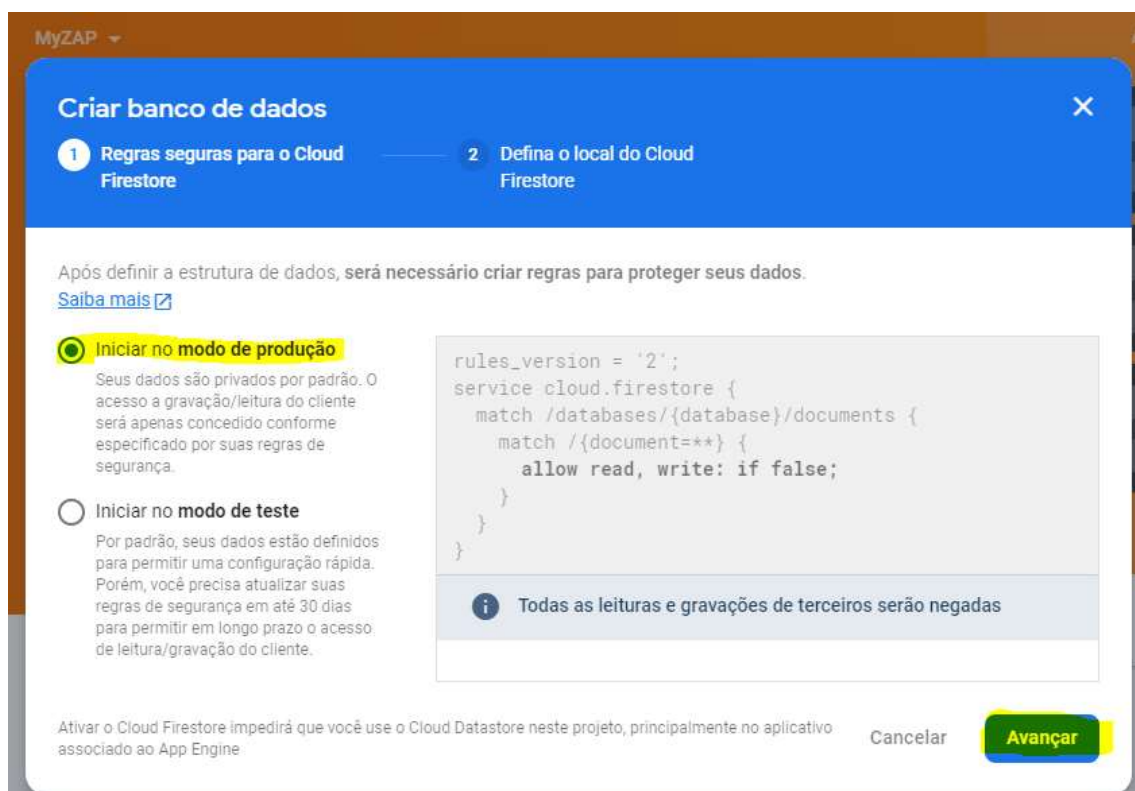 MyZAP
Criar banco de dados
1 Regras seguras para o Cloud
Firestore
2 Defina o local do Cloud
Firestore
Após definir a estrutura de dados, será necessário criar regras para proteger seus dados.
Saiba mais
Iniciar no modo de produção
Seus dados são privados por padrão. O
acesso a gravação/leitura do cliente
será apenas concedido conforme
especificado por suas regras de
segurança.
Iniciar no modo de teste
Por padrão, seus dados estão definidos
para permitir uma configuração rápida.
Porém, você precisa atualizar suas
regras de segurança em até 30 dias
para permitir em longo prazo o acesso
de leitura/gravação do cliente.
rules_version = '2';
service cloud.firestore {
match /databases/{database}/documents {
match /{document=**} {
allow read, write: if false;
}
}
}
Todas as leituras e gravações de terceiros serão negadas
Ativar o Cloud Firestore impedirá que você use o Cloud Datastore neste projeto, principalmente no aplicativo
associado ao App Engine
Cancelar
Avançar